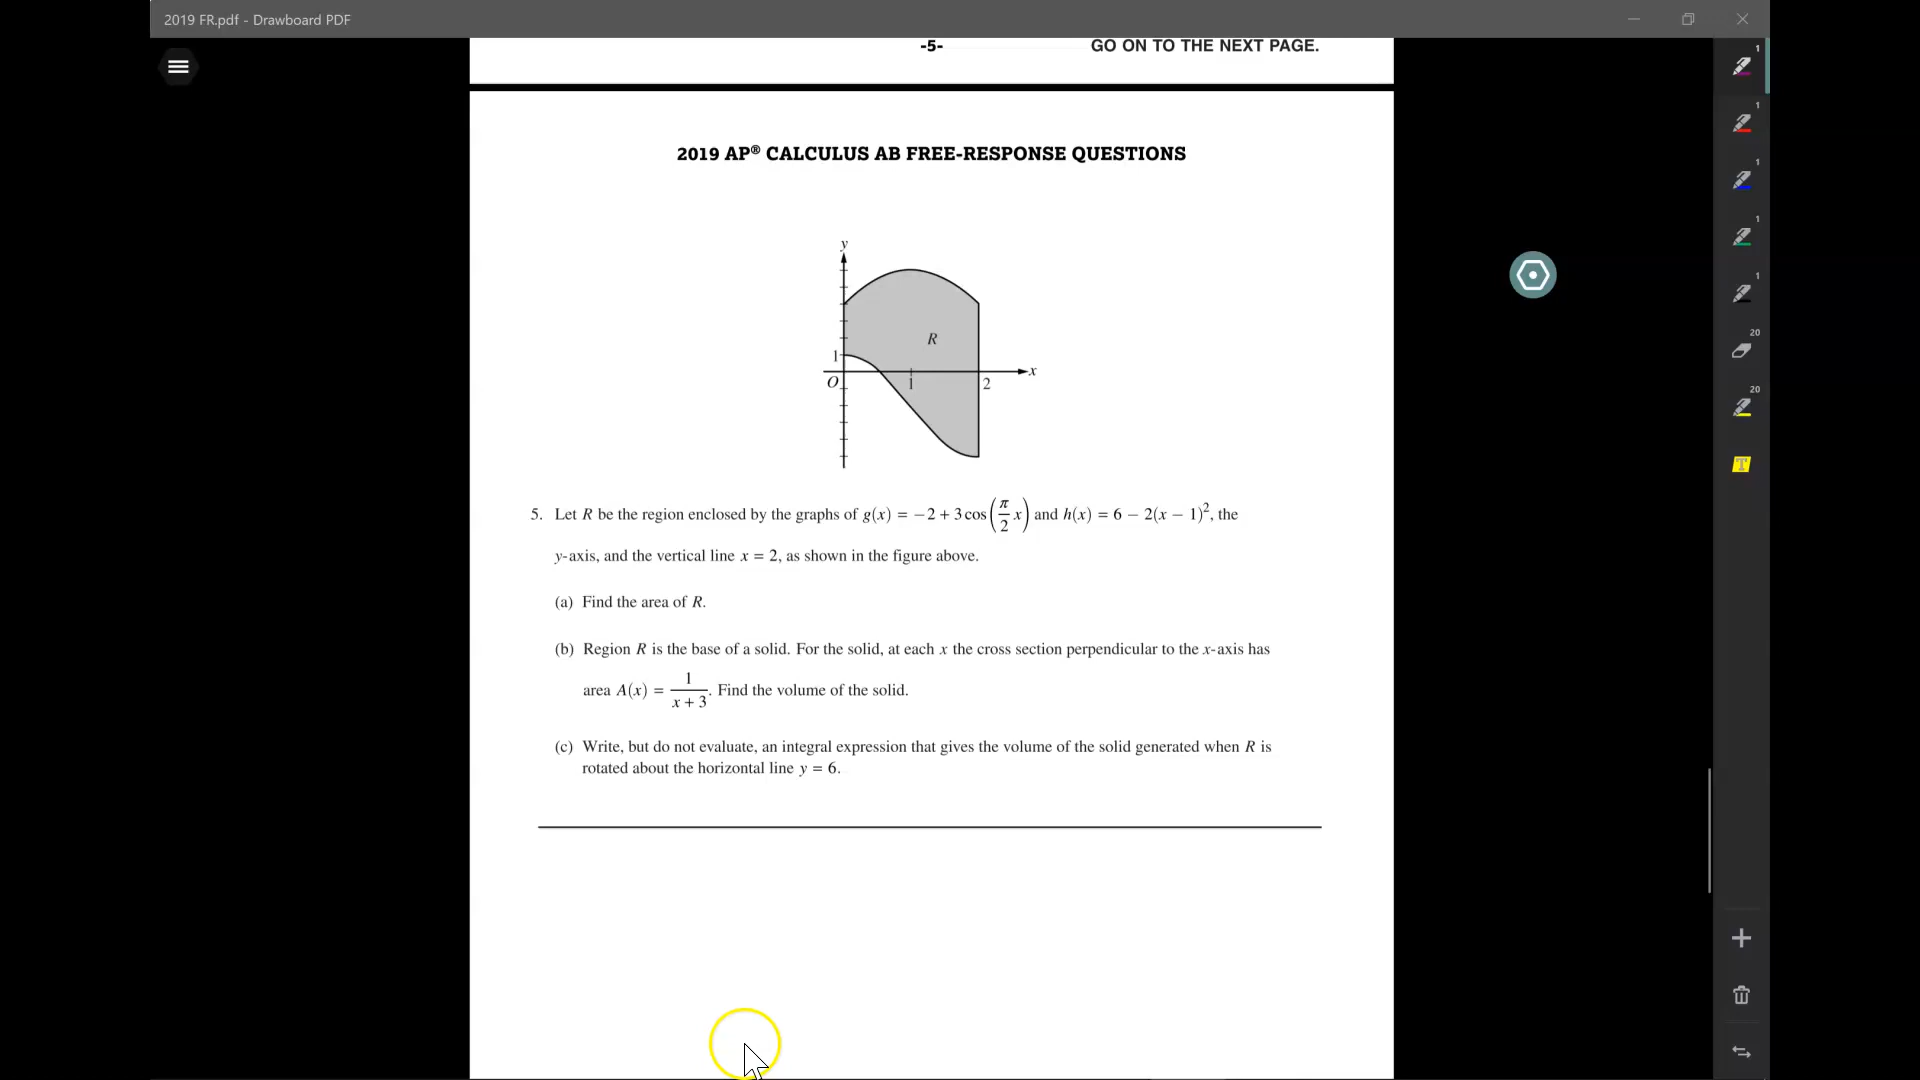 2019 FR.pdf - Drawboard PDF
-5- GO ON TO THE NEXT PAGE.
2019 AP® CALCULUS AB FREE-RESPONSE QUESTIONS
y
R
1
O
1
2
x
5. Let R be the region enclosed by the graphs of g(x) = −2 + 3 cos(π/2 x) and h(x) = 6 − 2(x − 1)², the
y-axis, and the vertical line x = 2, as shown in the figure above.
(a) Find the area of R.
(b) Region R is the base of a solid. For the solid, at each x the cross section perpendicular to the x-axis has
area A(x) = 1/(x + 3). Find the volume of the solid.
(c) Write, but do not evaluate, an integral expression that gives the volume of the solid generated when R is
rotated about the horizontal line y = 6.
1
1
1
1
1
20
20
T